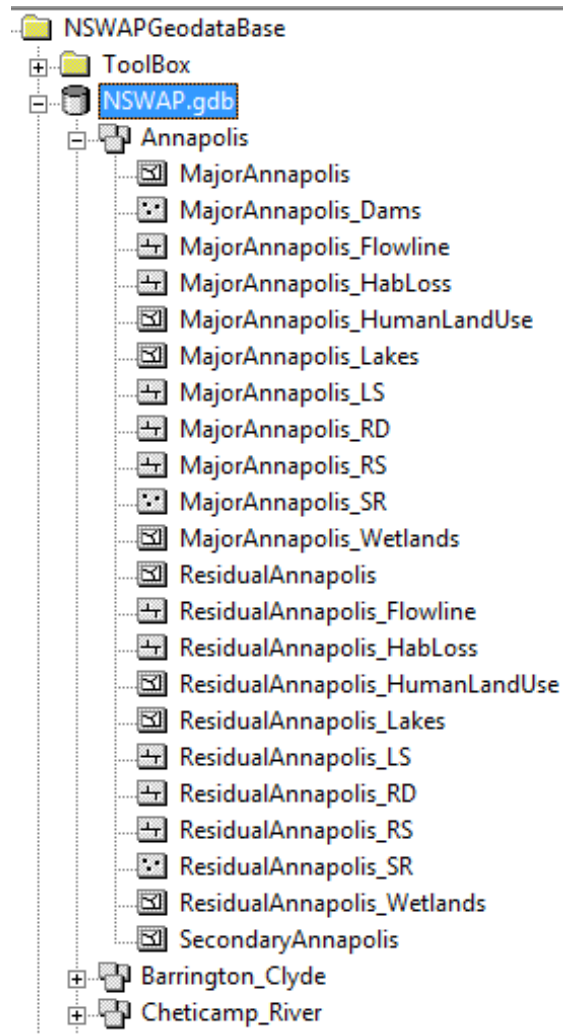 NSWAPGeodataBase
ToolBox
NSWAP.gdb
Annapolis
MajorAnnapolis
MajorAnnapolis_Dams
MajorAnnapolis_Flowline
MajorAnnapolis_HabLoss
MajorAnnapolis_HumanLandUse
MajorAnnapolis_Lakes
MajorAnnapolis_LS
MajorAnnapolis_RD
MajorAnnapolis_RS
MajorAnnapolis_SR
MajorAnnapolis_Wetlands
ResidualAnnapolis
ResidualAnnapolis_Flowline
ResidualAnnapolis_HabLoss
ResidualAnnapolis_HumanLandUse
ResidualAnnapolis_Lakes
ResidualAnnapolis_LS
ResidualAnnapolis_RD
ResidualAnnapolis_RS
ResidualAnnapolis_SR
ResidualAnnapolis_Wetlands
SecondaryAnnapolis
Barrington_Clyde
Cheticamp_River